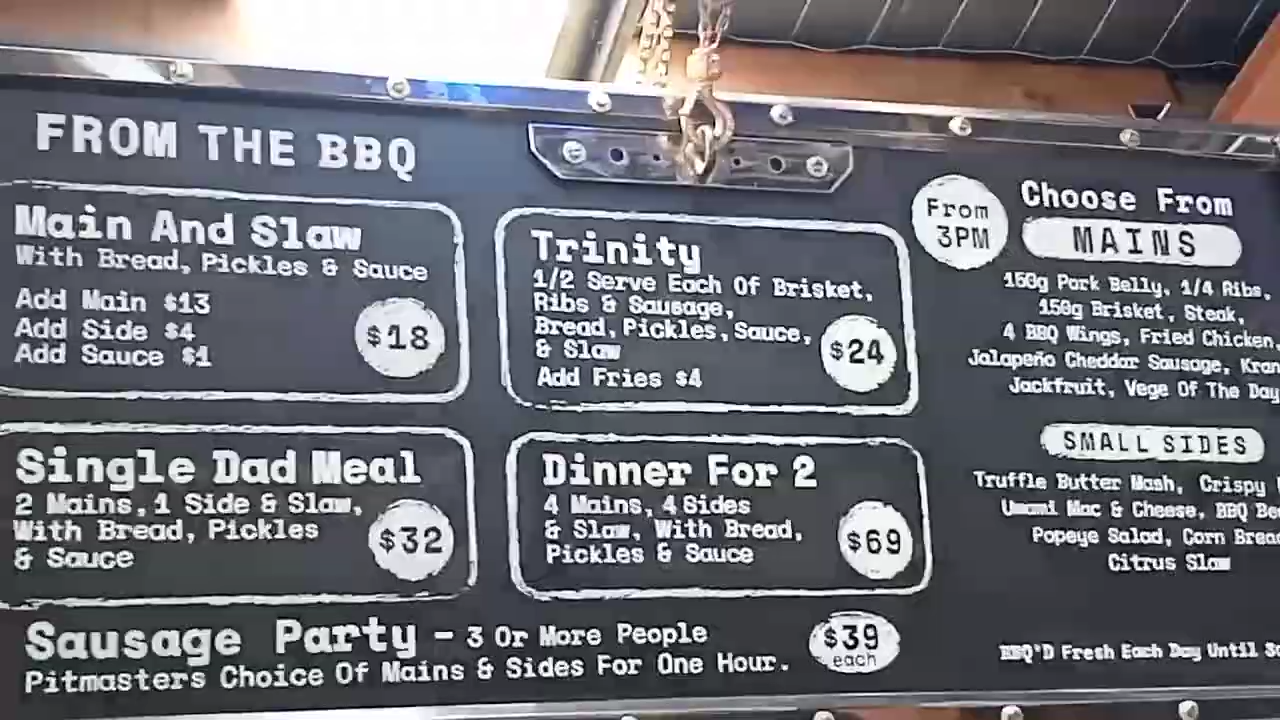 FROM THE BBQ
Main And Slaw
With Bread, Pickles & Sauce
Add Main $13
Add Side $4
Add Sauce $1
$18
Trinity
1/2 Serve Each Of Brisket,
Ribs & Sausage,
Bread, Pickles, Sauce,
& Slaw
Add Fries $4
$24
Single Dad Meal
2 Mains, 1 Side & Slaw,
With Bread, Pickles
& Sauce
$32
Dinner For 2
4 Mains, 4 Sides
& Slaw, With Bread,
Pickles & Sauce
$69
Sausage Party - 3 Or More People
Pitmasters Choice Of Mains & Sides For One Hour.
$39
each
From
3PM
Choose From
MAINS
150g Pork Belly, 1/4 Ribs,
150g Brisket, Steak,
4 BBQ Wings, Fried Chicken,
Jalapeño Cheddar Sausage,
Jackfruit, Vege Of The Day
SMALL SIDES
Truffle Butter Mash, Crispy
Umami Mac & Cheese, BBQ
Popeye Salad, Corn
Citrus Slaw
BBQ'D Fresh Each Day Until